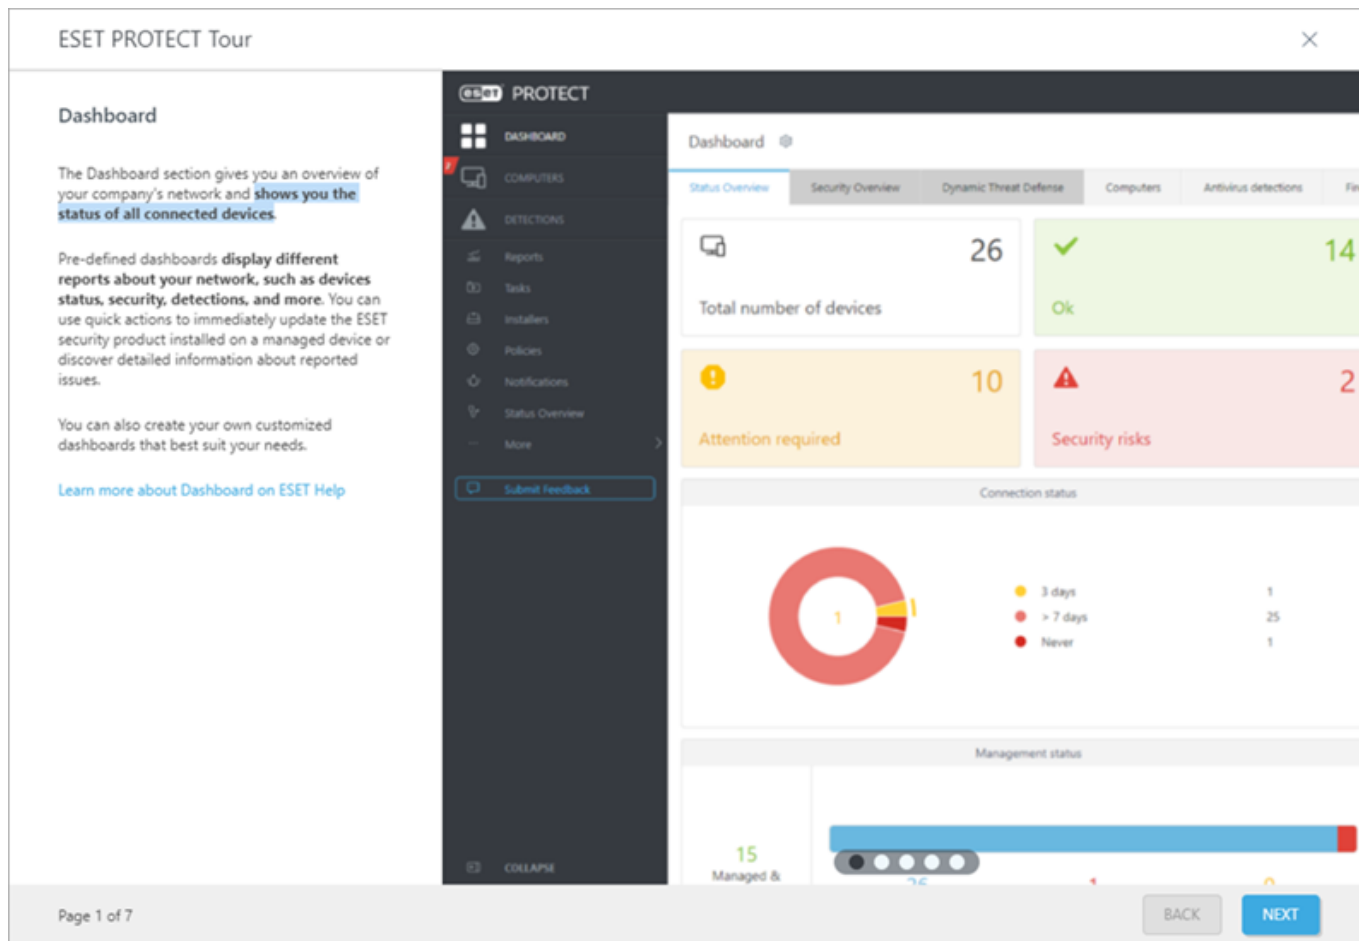 ESET PROTECT Tour
Dashboard
The Dashboard section gives you an overview of
your company's network and shows you the
status of all connected devices.
Pre-defined dashboards display different
reports about your network, such as devices
status, security, detections, and more. You can
use quick actions to immediately update the ESET
security product installed on a managed device or
discover detailed information about reported
issues.
You can also create your own customized
dashboards that best suit your needs.
Learn more about Dashboard on ESET Help
eset PROTECT
DASHBOARD
COMPUTERS
DETECTIONS
Reports
Tasks
Installers
Policies
Notifications
Status Overview
More
Submit Feedback
COLLAPSE
Dashboard
Status Overview Security Overview Dynamic Threat Defense Computers Antivirus detections
26 14
Total number of devices Ok
10 2
Attention required Security risks
Connection status
1
3 days 1
> 7 days 25
Never 1
Management status
15
Managed &
Page 1 of 7
BACK NEXT